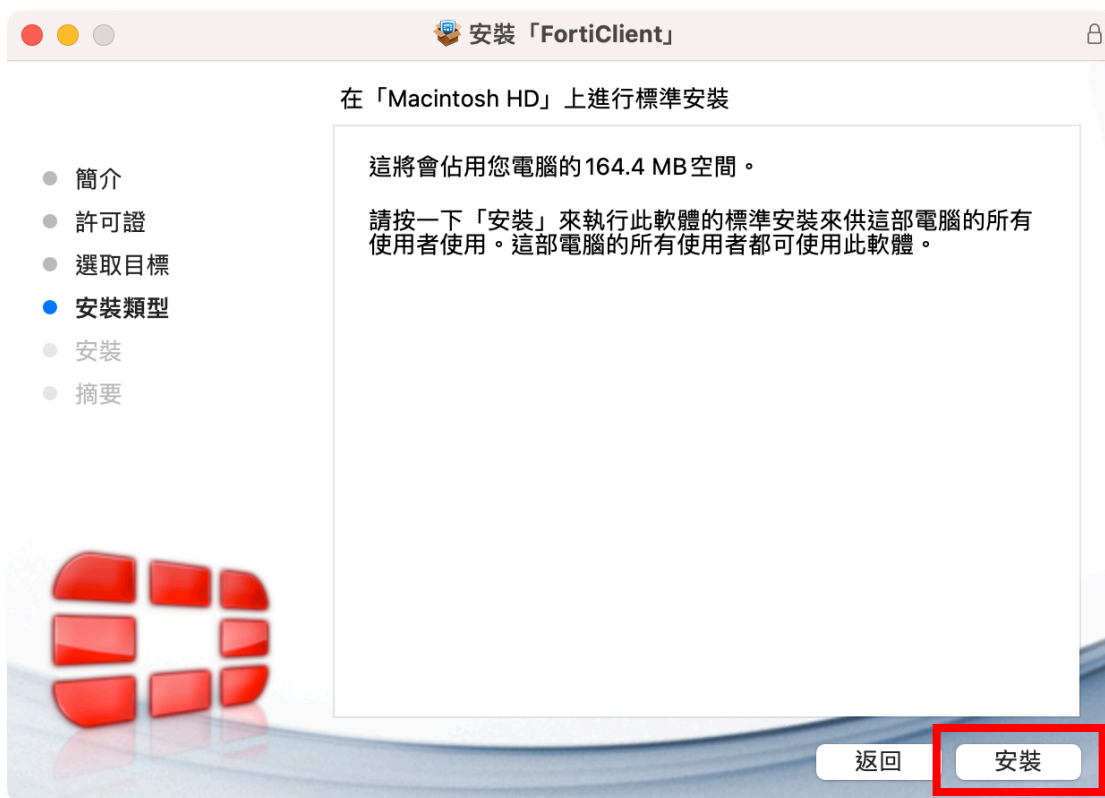 安裝「FortiClient」
在「Macintosh HD」上進行標準安裝
簡介
許可證
選取目標
安裝類型
安裝
摘要
這將會佔用您電腦的164.4 MB空間。
請按一下「安裝」來執行此軟體的標準安裝來供這部電腦的所有
使用者使用。這部電腦的所有使用者都可使用此軟體。
返回
安裝